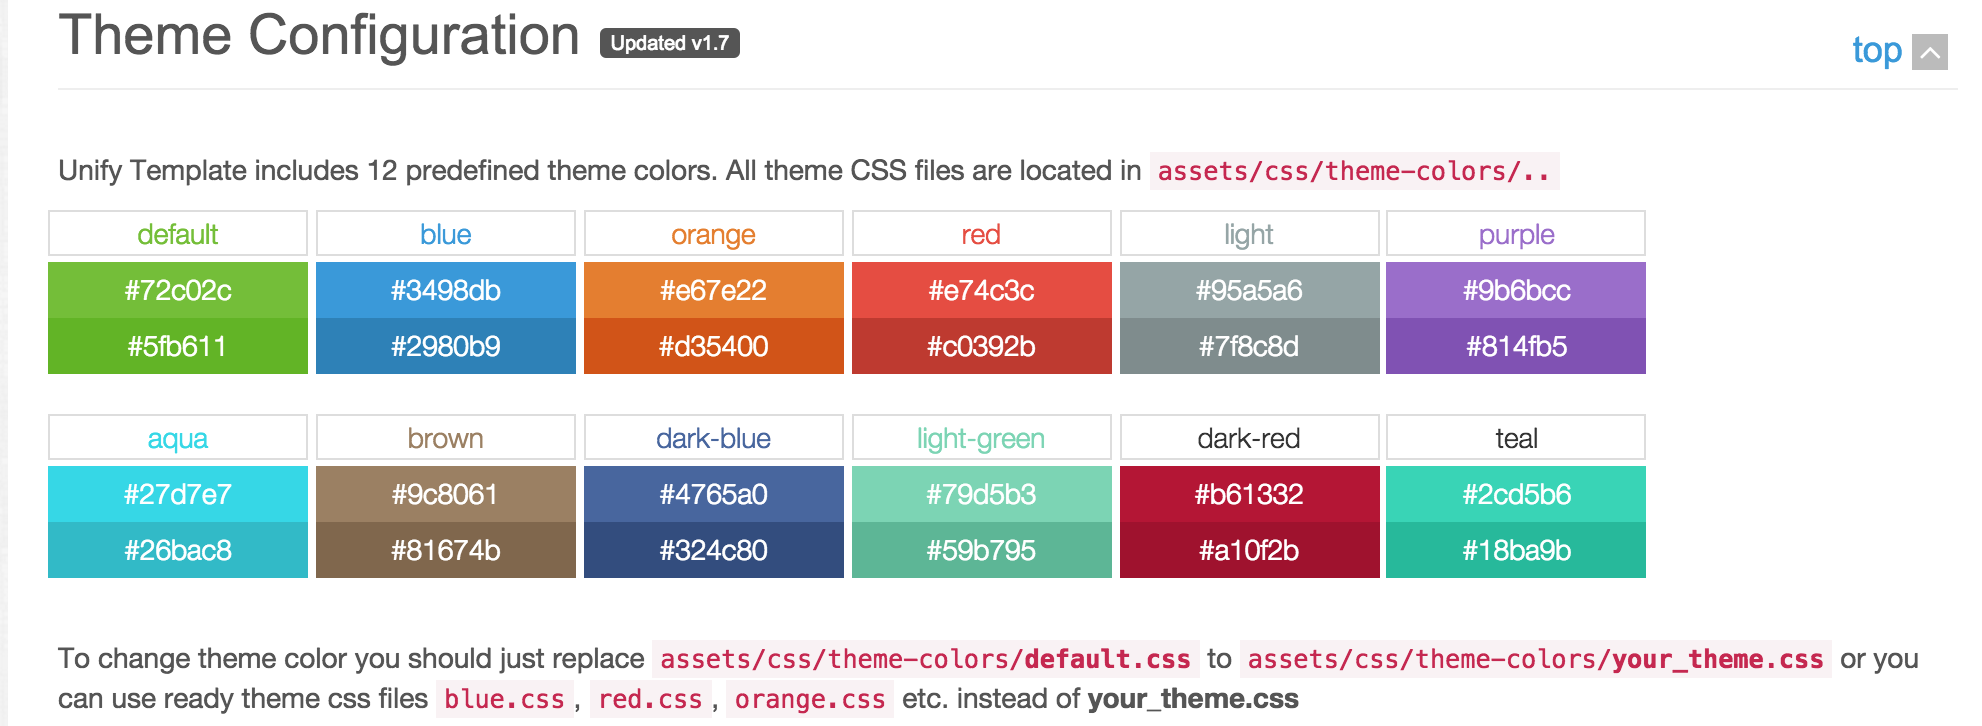 Theme Configuration Updated v1.7
top
Unify Template includes 12 predefined theme colors. All theme CSS files are located in assets/css/theme-colors/..
default blue orange red light purple
#72c02c #3498db #e67e22 #e74c3c #95a5a6 #9b6bcc
#5fb611 #2980b9 #d35400 #c0392b #7f8c8d #814fb5
aqua brown dark-blue light-green dark-red teal
#27d7e7 #9c8061 #4765a0 #79d5b3 #b61332 #2cd5b6
#26bac8 #81674b #324c80 #59b795 #a10f2b #18ba9b
To change theme color you should just replace assets/css/theme-colors/default.css to assets/css/theme-colors/your_theme.css or you
can use ready theme css files blue.css , red.css , orange.css etc. instead of your_theme.css